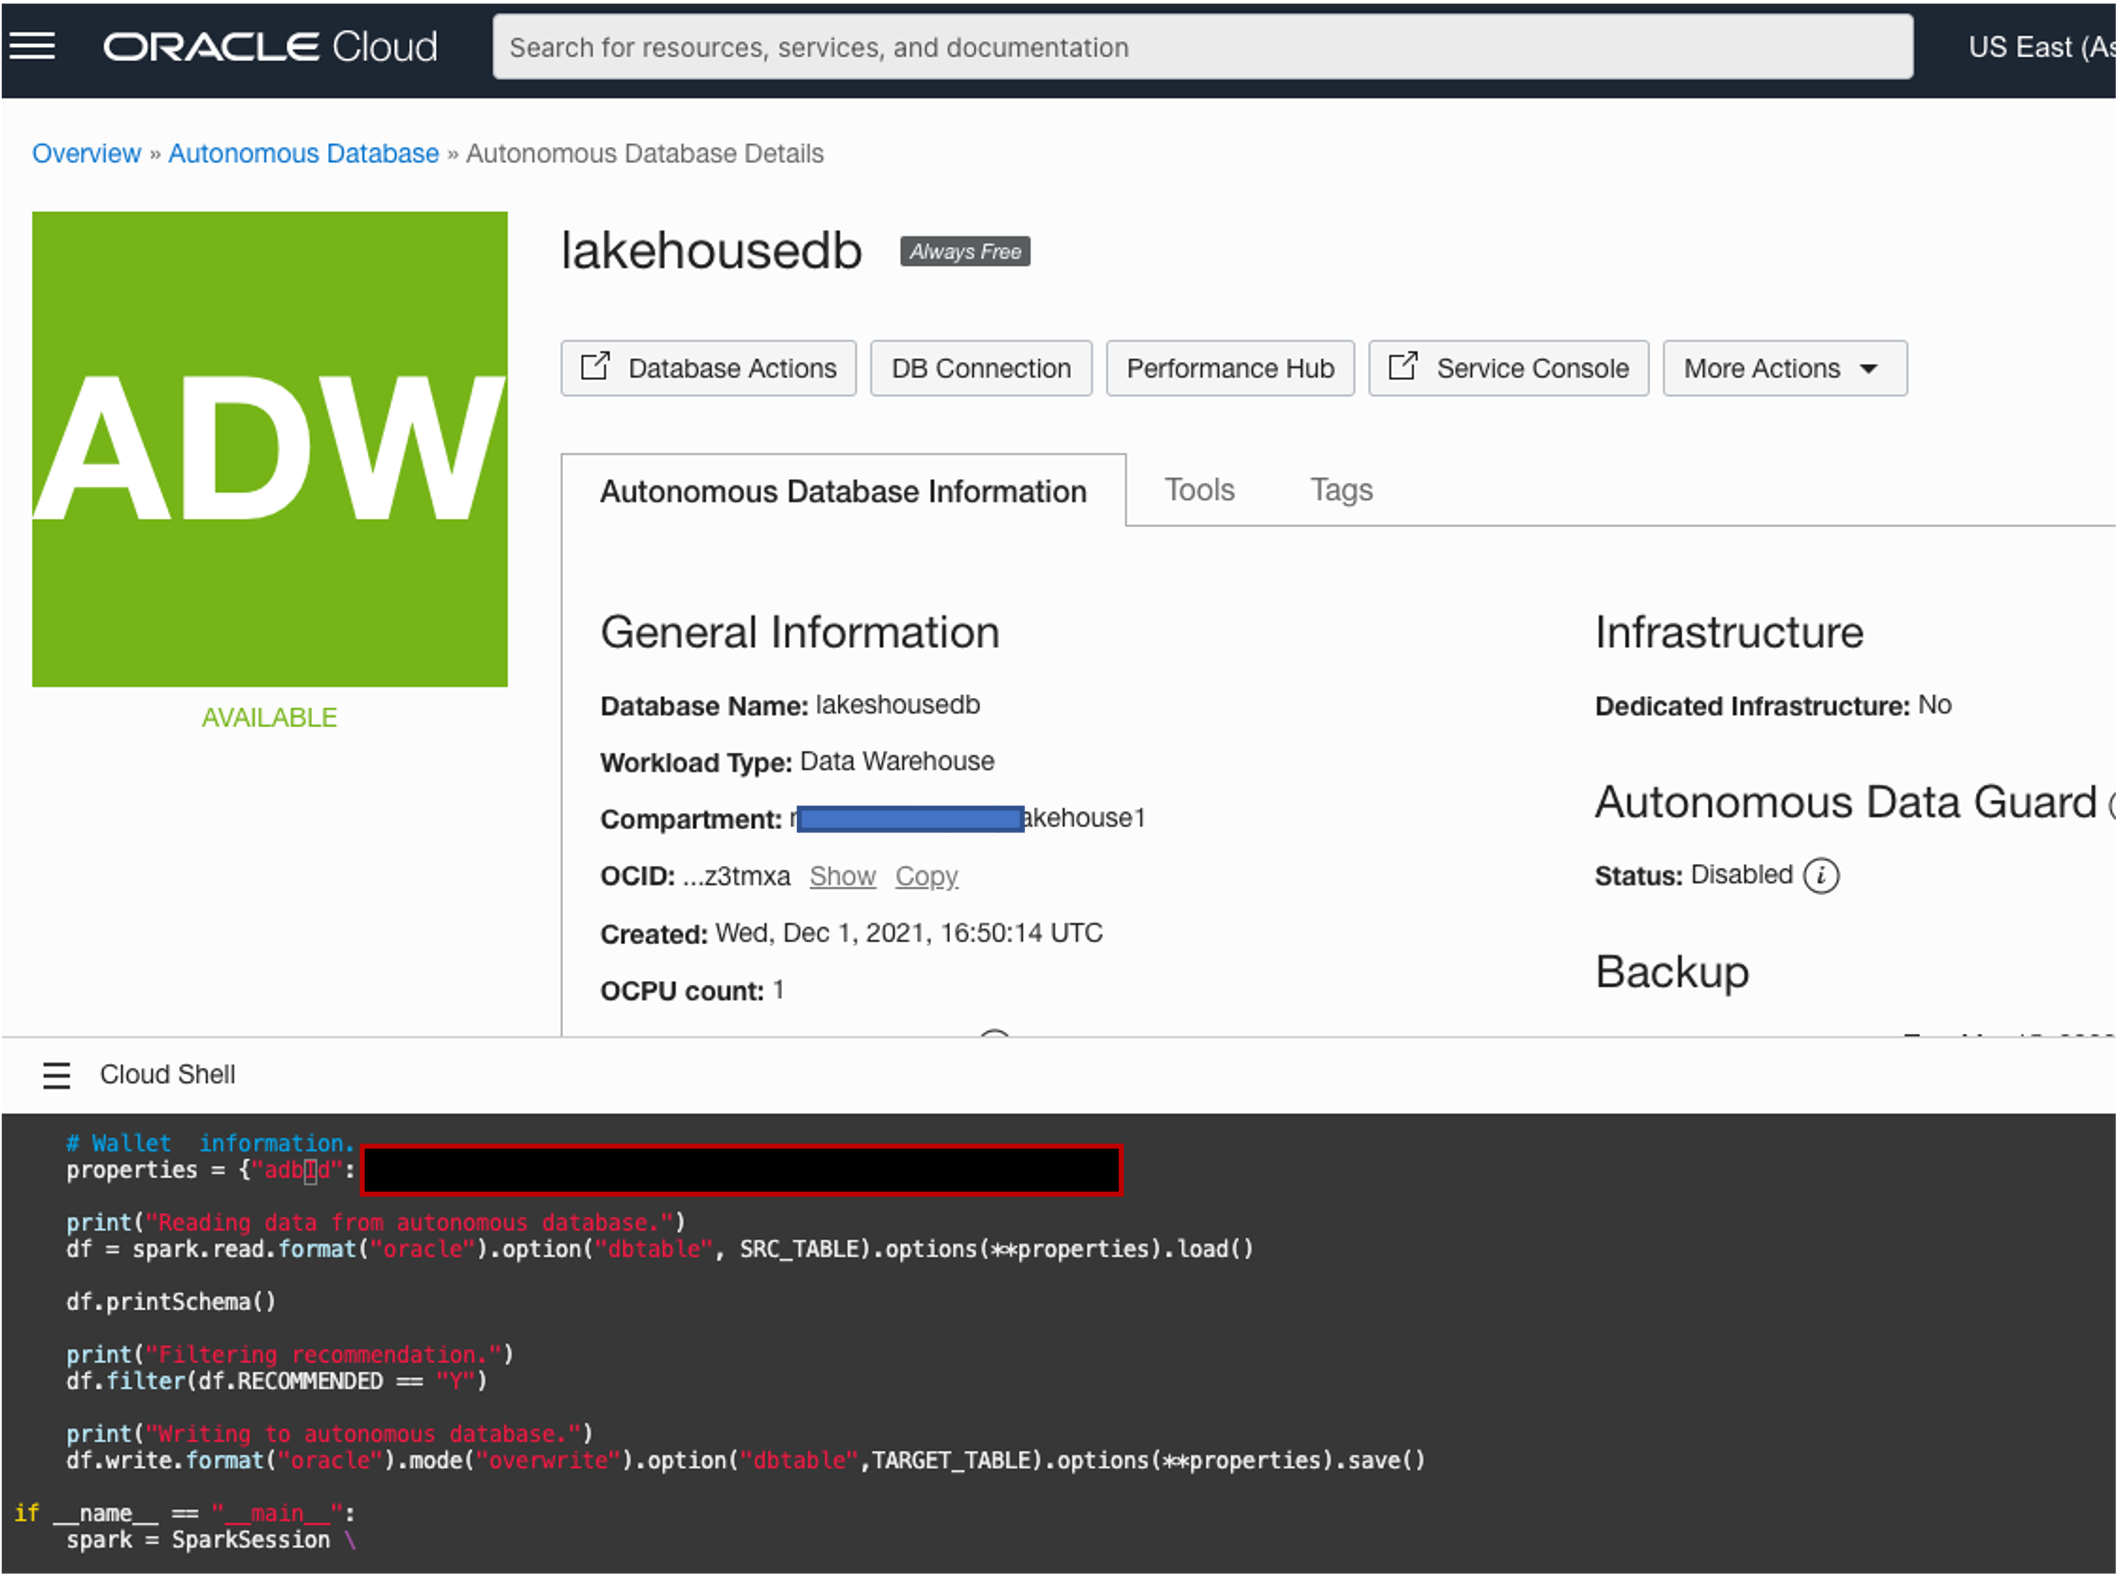 ORACLE Cloud
Search for resources, services, and documentation
US East (As
Overview » Autonomous Database » Autonomous Database Details
ADW
AVAILABLE
lakehousedb
Always Free
Database Actions
DB Connection
Performance Hub
Service Console
More Actions
Autonomous Database Information
Tools
Tags
General Information
Database Name: lakeshousedb
Workload Type: Data Warehouse
Compartment: akehouse1
OCID: ...z3tmxa Show Copy
Created: Wed, Dec 1, 2021, 16:50:14 UTC
OCPU count: 1
Infrastructure
Dedicated Infrastructure: No
Autonomous Data Guard
Status: Disabled
Backup
Cloud Shell
# Wallet  information.
properties = {"adbId":
print("Reading data from autonomous database.")
df = spark.read.format("oracle").option("dbtable", SRC_TABLE).options(**properties).load()
df.printSchema()
print("Filtering recommendation.")
df.filter(df.RECOMMENDED == "Y")
print("Writing to autonomous database.")
df.write.format("oracle").mode("overwrite").option("dbtable",TARGET_TABLE).options(**properties).save()
if __name__ == "__main__":
spark = SparkSession \